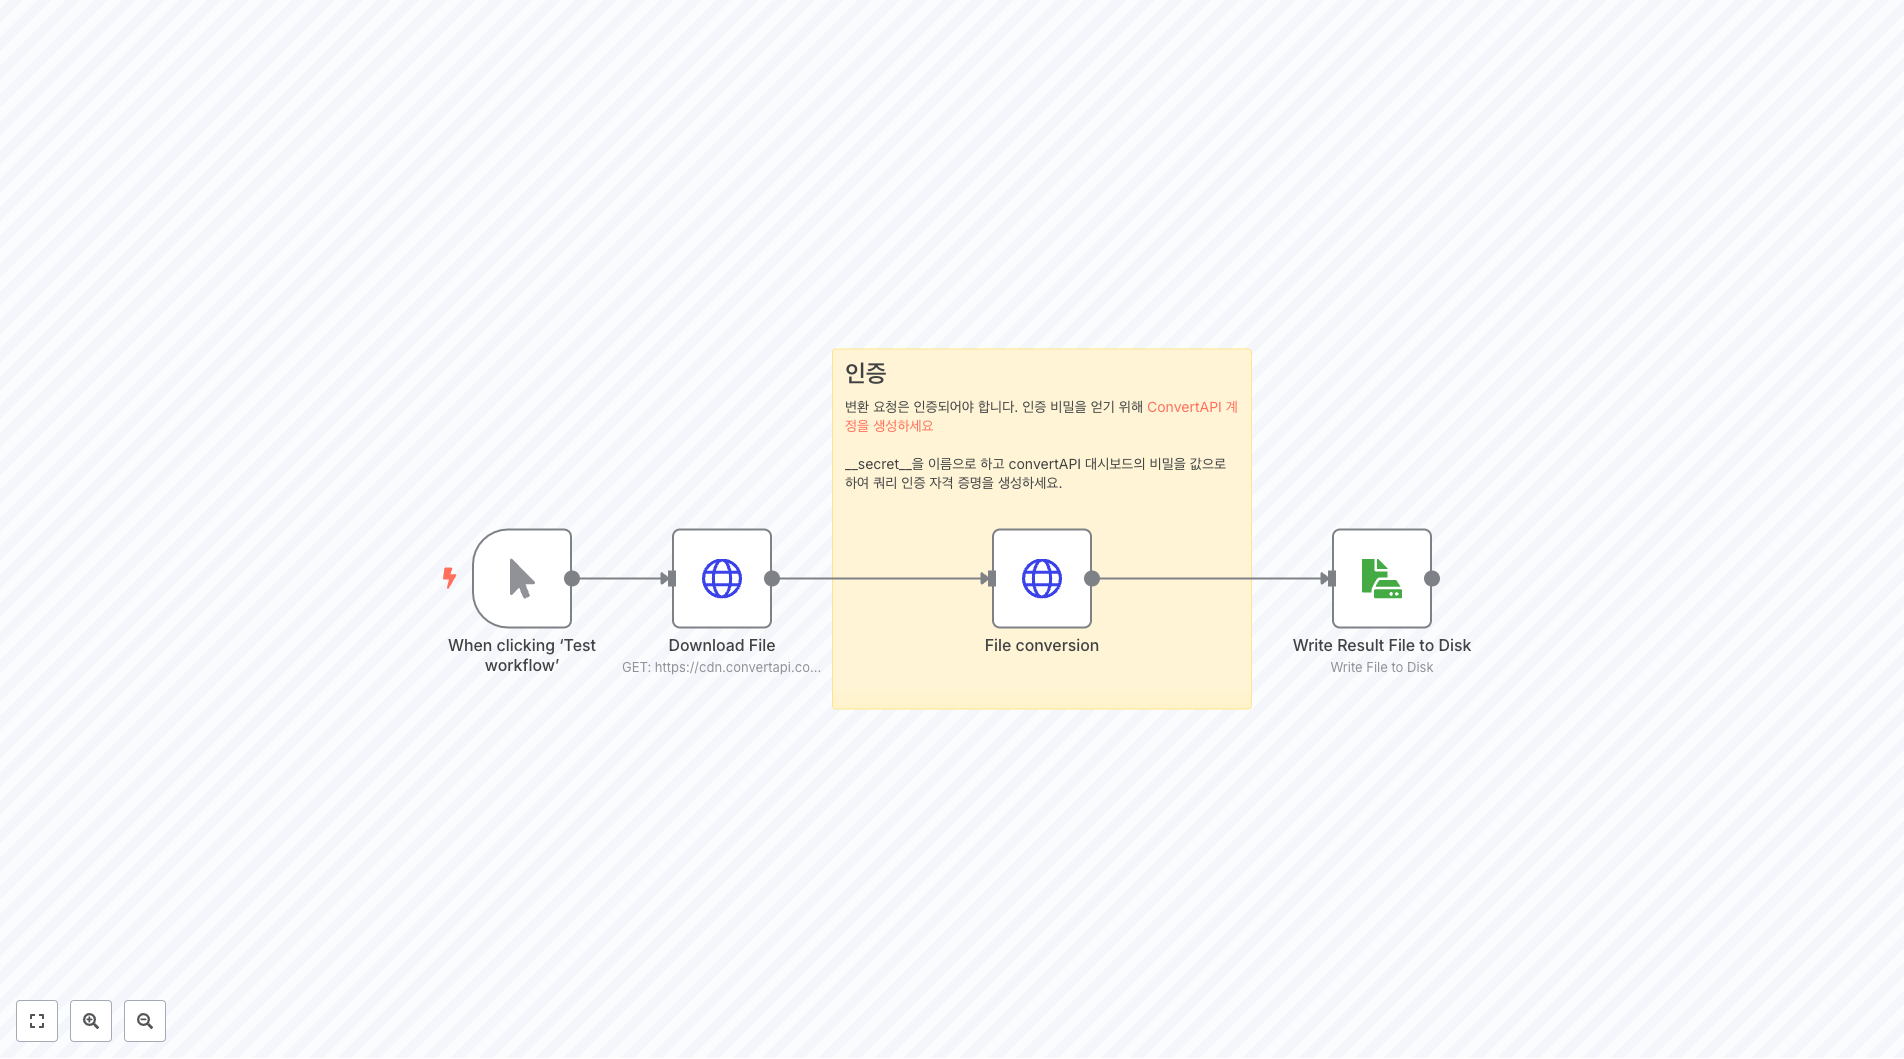 인증
변환 요청은 인증되어야 합니다. 인증 비밀을 얻기 위해 ConvertAPI 계
정을 생성하세요
__secret__을 이름으로 하고 convertAPI 대시보드의 비밀을 값으로
하여 쿼리 인증 자격 증명을 생성하세요.
When clicking ‘Test
workflow’
Download File
GET: https://cdn.convertapi.co...
File conversion
Write Result File to Disk
Write File to Disk